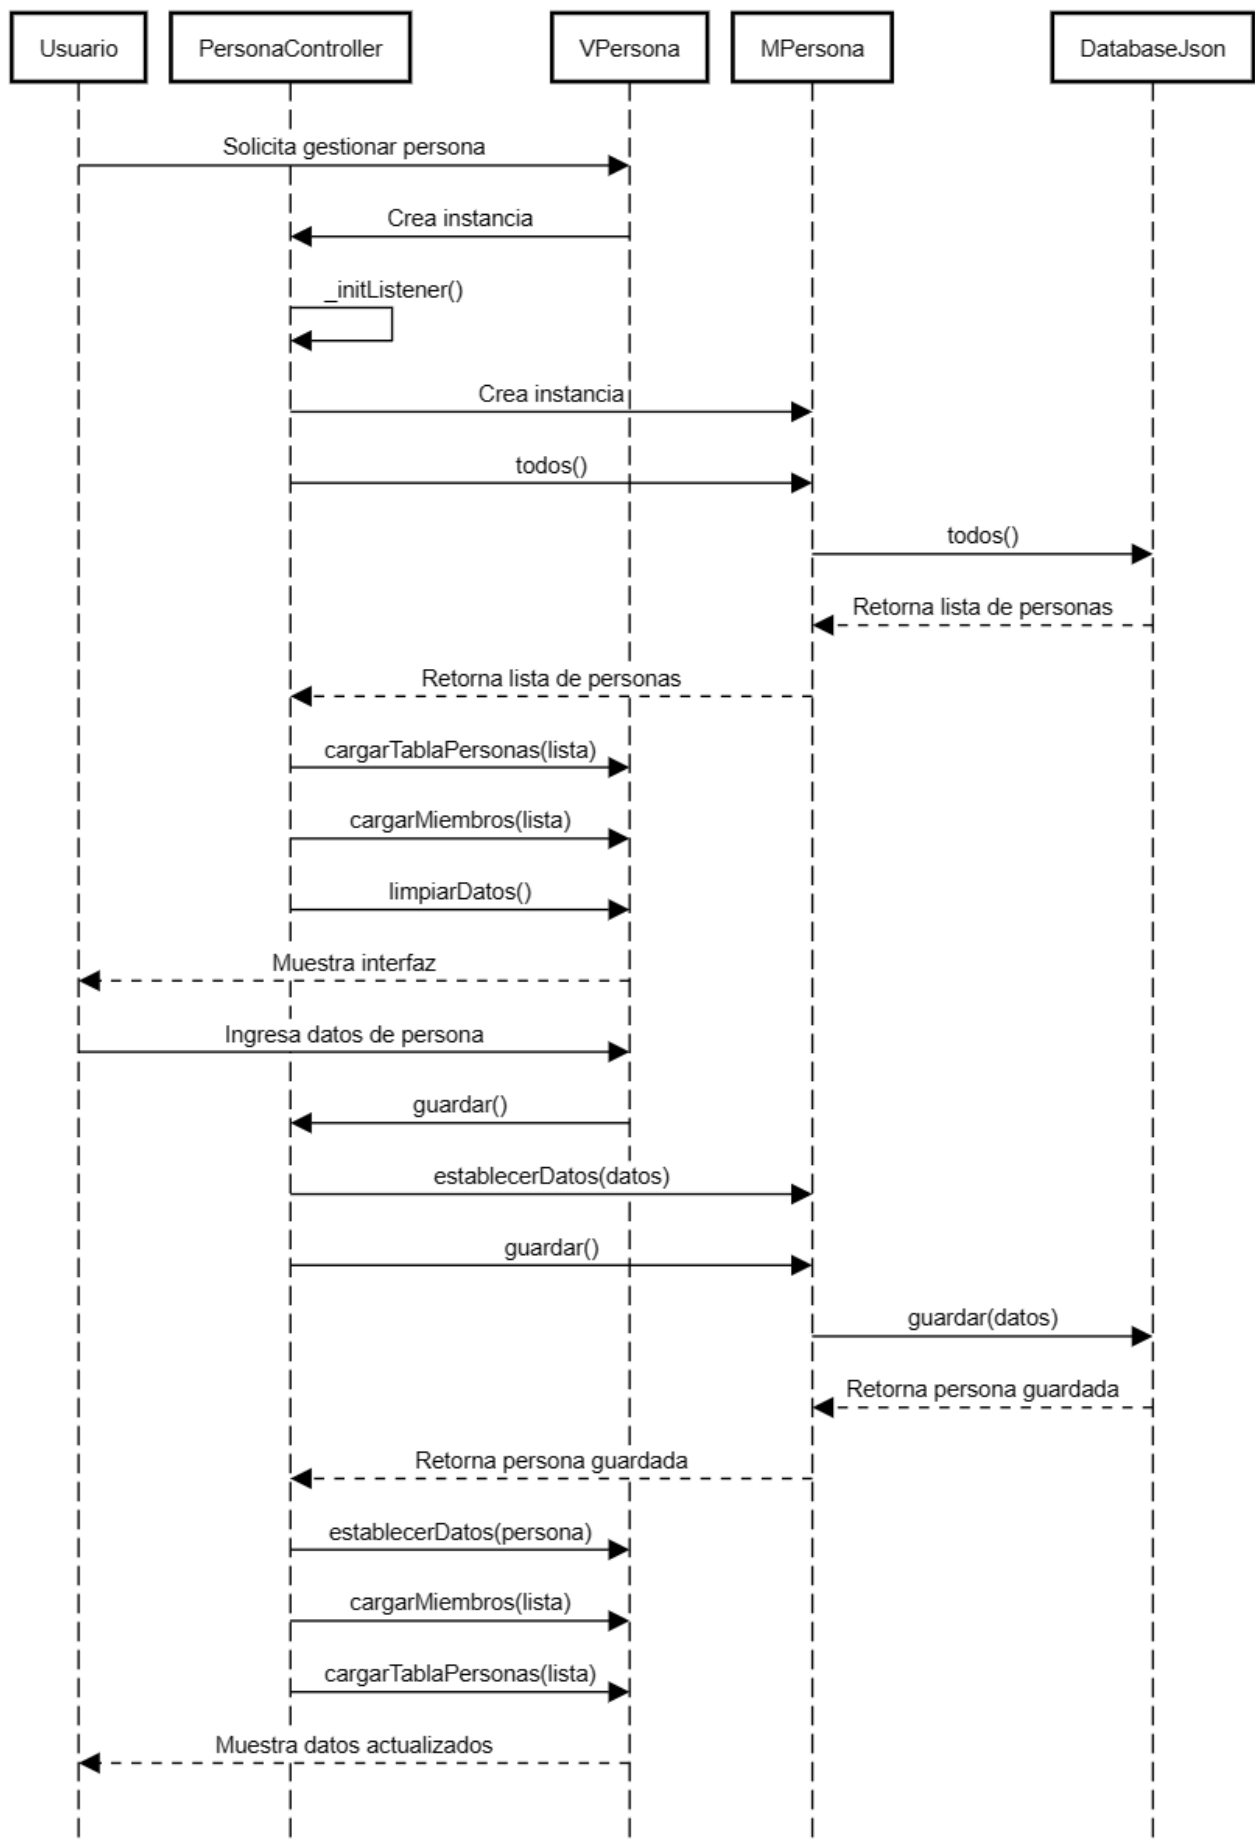 Usuario
PersonaController
VPersona
MPersona
DatabaseJson
Solicita gestionar persona
Crea instancia
_initListener()
Crea instancia
todos()
todos()
Retorna lista de personas
Retorna lista de personas
cargarTablaPersonas(lista)
cargarMiembros(lista)
limpiarDatos()
Muestra interfaz
Ingresa datos de persona
guardar()
establecerDatos(datos)
guardar()
guardar(datos)
Retorna persona guardada
Retorna persona guardada
establecerDatos(persona)
cargarMiembros(lista)
cargarTablaPersonas(lista)
Muestra datos actualizados